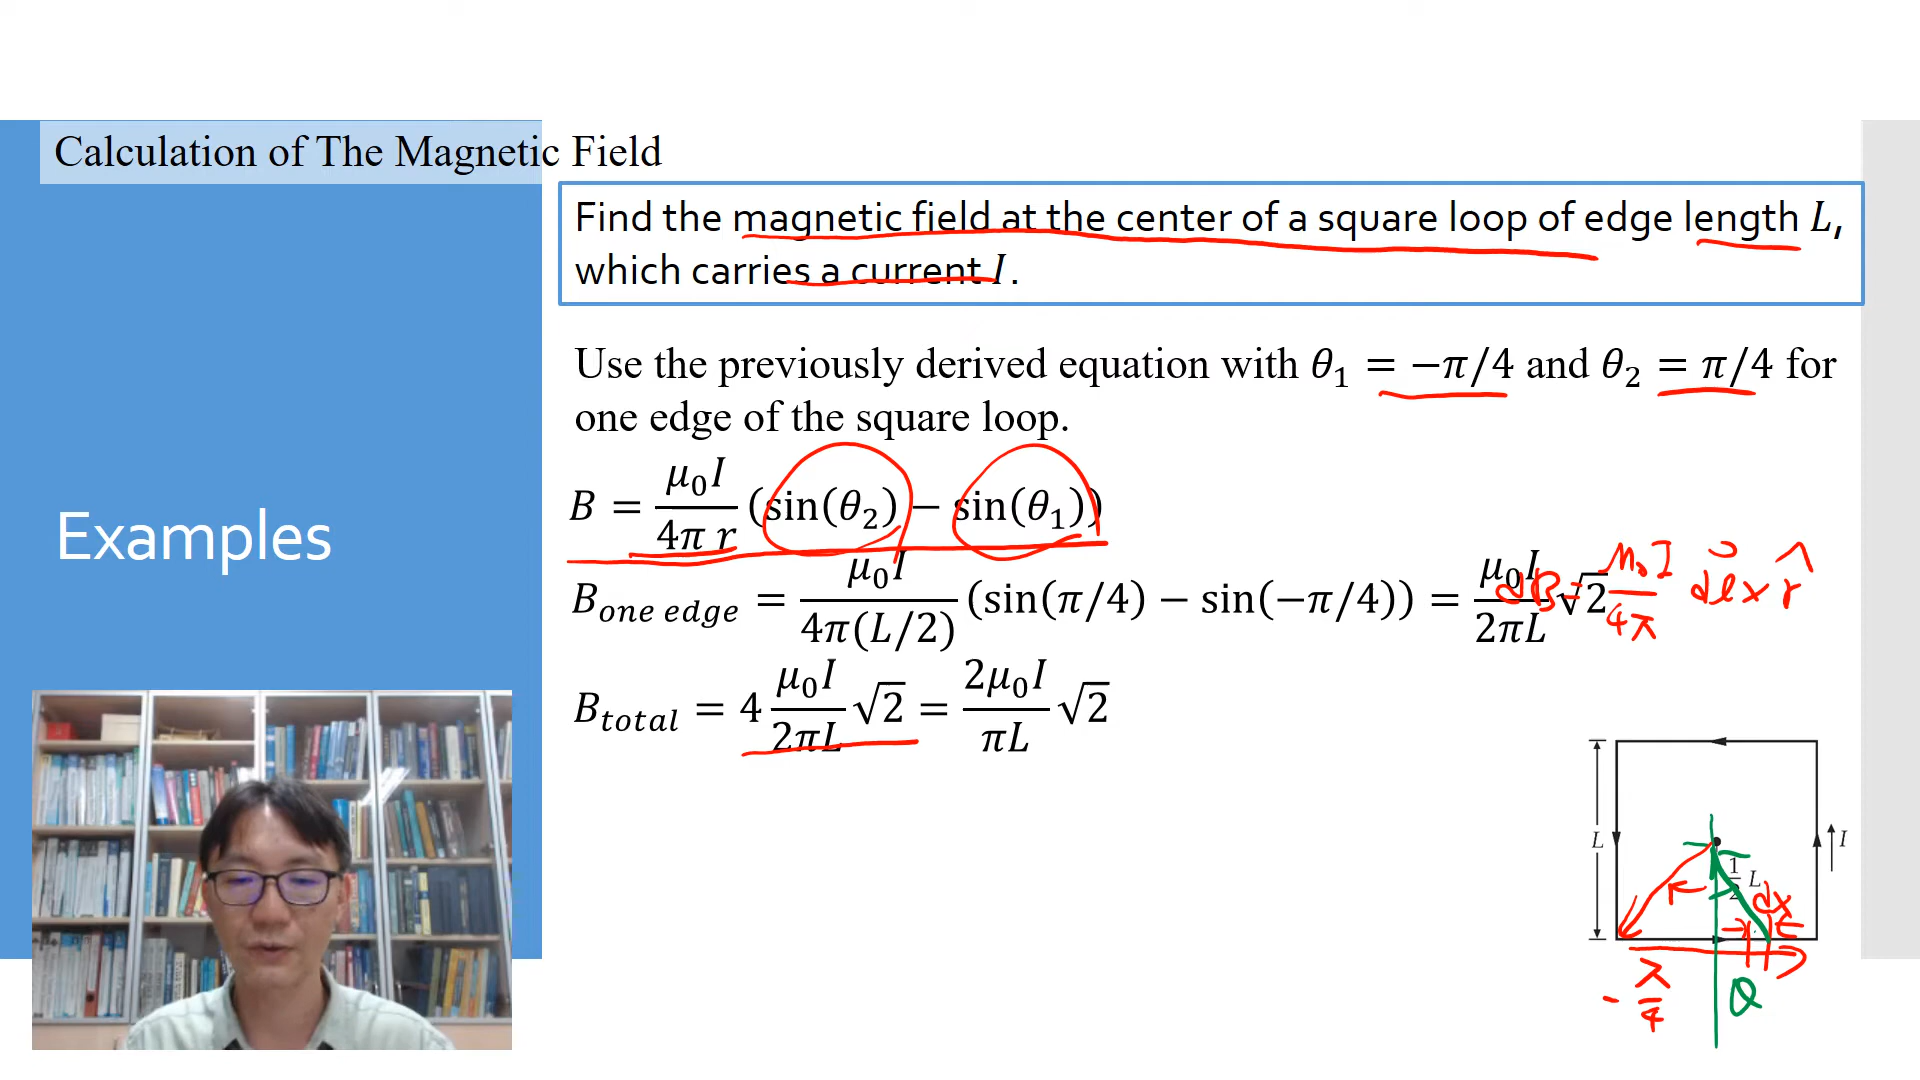 Calculation of The Magnetic Field
Find the magnetic field at the center of a square loop of edge length L,
which carries a current I.
Use the previously derived equation with θ₁ = −π/4 and θ₂ = π/4 for
one edge of the square loop.
Examples
B = μ₀I / 4π r (sin(θ₂) − sin(θ₁))
B one edge = μ₀I / 4π(L/2) (sin(π/4) − sin(−π/4)) = μ₀I / 2πL √2
dB = μ₀I / 4π dl × r̂
B total = 4 μ₀I / 2πL √2 = 2μ₀I / πL √2
L
I
1/2 L
dx
- π/4
θ